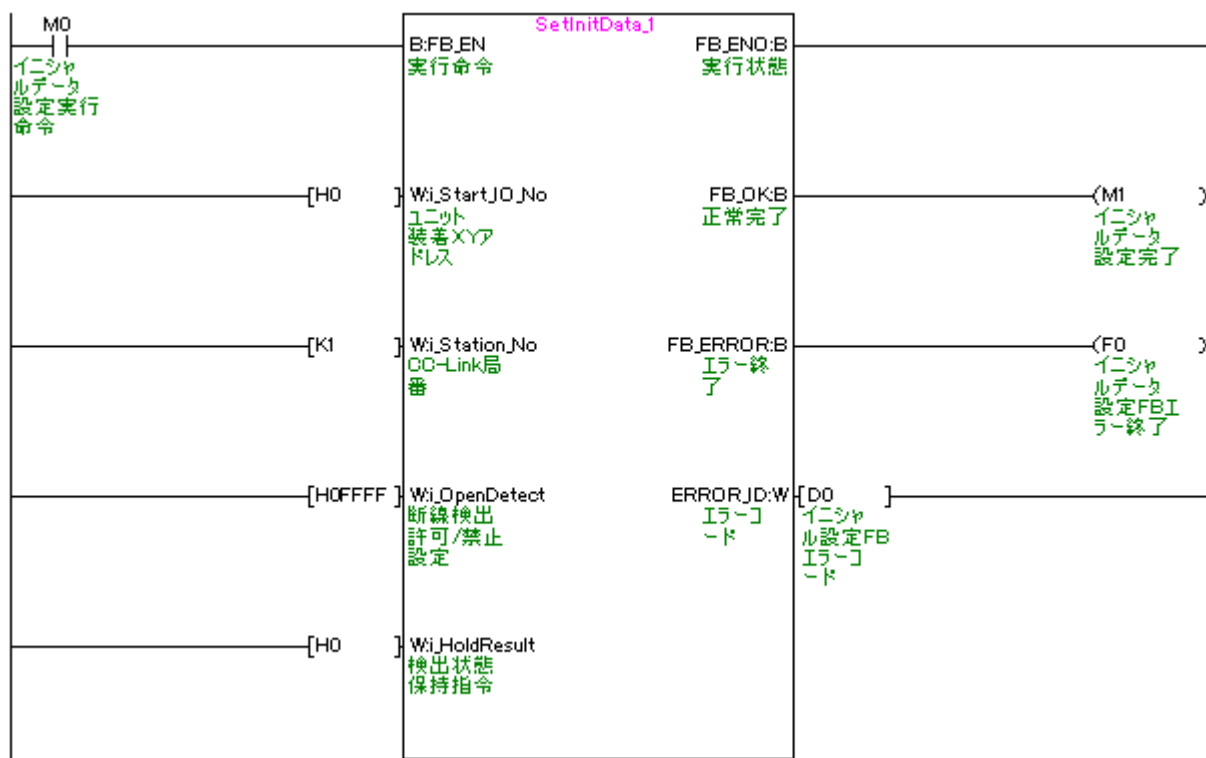 SetInitData_1
M0
B:FB_EN
FB_ENO:B
イニシャ
ルデータ
設定実行
命令
実行命令
実行状態
[H0 ]
W:i_Start_IO_No
ユニット
装着XYア
ドレス
FB_OK:B
正常完了
(M1 )
イニシャ
ルデータ
設定完了
[K1 ]
W:i_Station_No
CC-Link局
番
FB_ERROR:B
エラー終
了
(F0 )
イニシャ
ルデータ
設定FBエ
ラー終了
[H0FFFF ]
W:i_OpenDetect
断線検出
許可/禁止
設定
ERROR_ID:W
エラーコ
ード
[D0 ]
イニシャ
ル設定FB
エラーコ
ード
[H0 ]
W:i_HoldResult
検出状態
保持指令